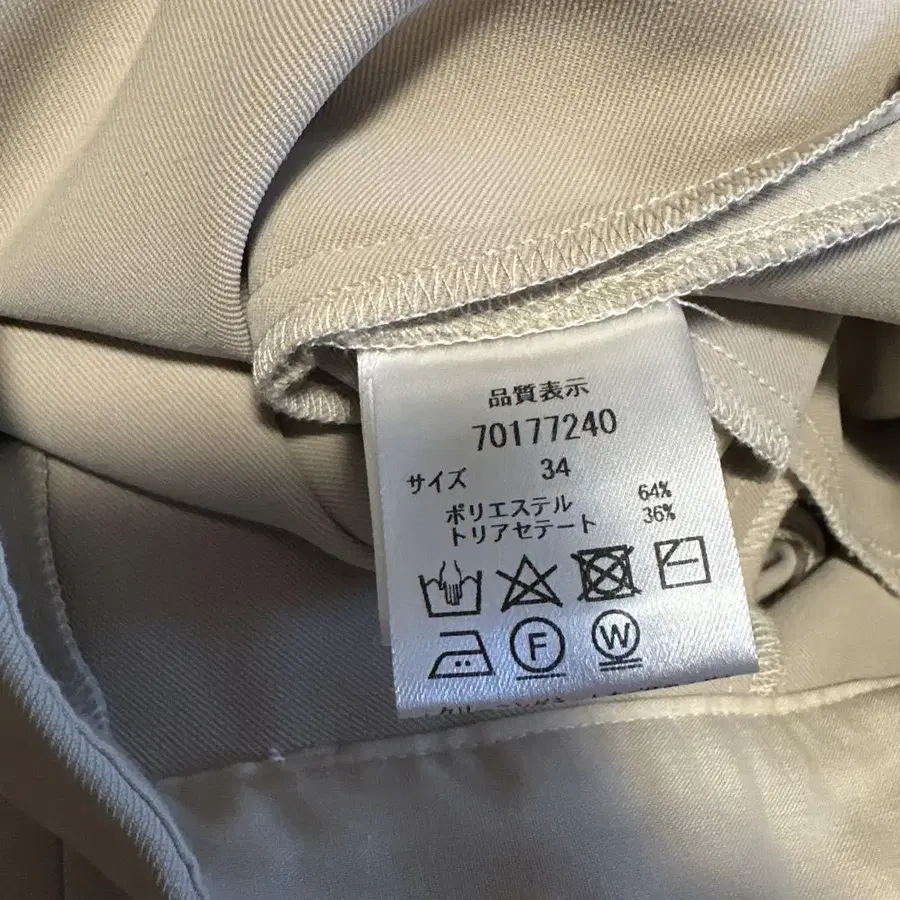 品質表示
70177240
サイズ 34
ポリエステル 64%
トリアセテート 36%
F W